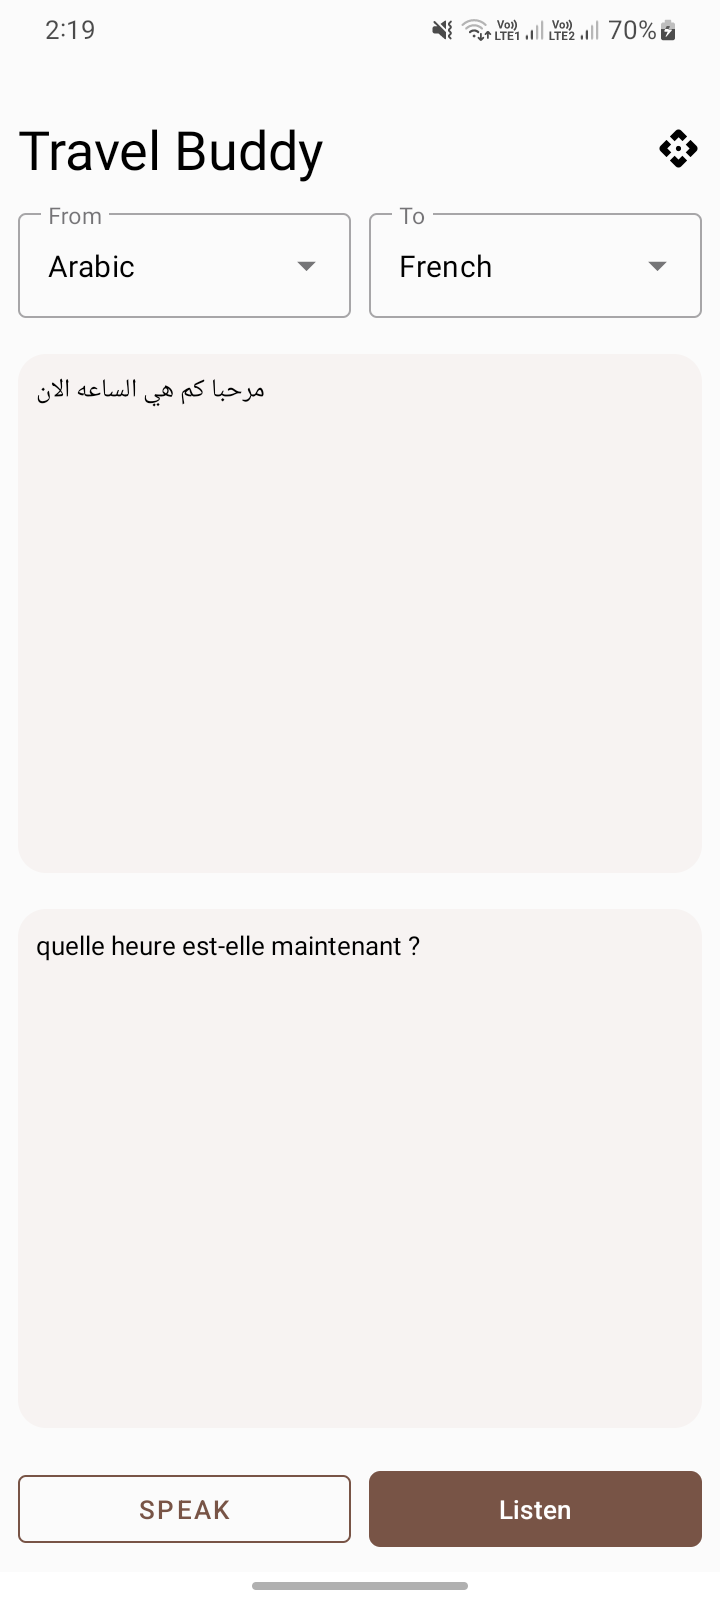 2:19
Vo)) LTE1 Vo)) LTE2 70%
Travel Buddy
From
Arabic
To
French
مرحبا كم هي الساعه الان
quelle heure est-elle maintenant ?
SPEAK
Listen